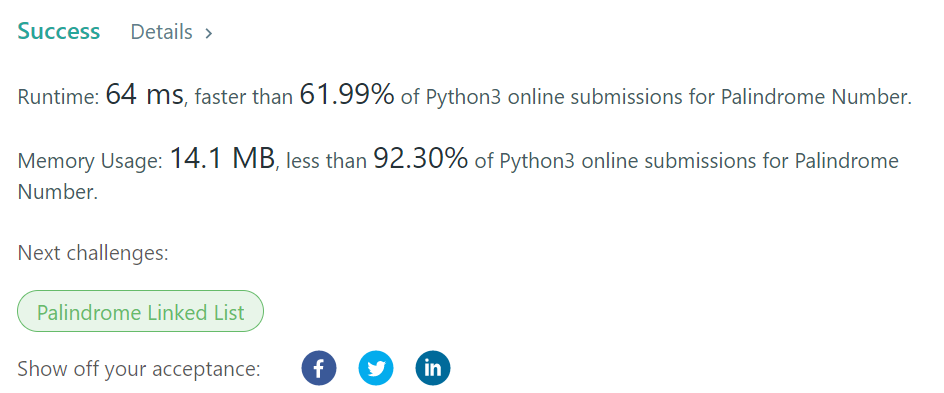 Success Details >
Runtime: 64 ms, faster than 61.99% of Python3 online submissions for Palindrome Number.
Memory Usage: 14.1 MB, less than 92.30% of Python3 online submissions for Palindrome
Number.
Next challenges:
Palindrome Linked List
Show off your acceptance: f in